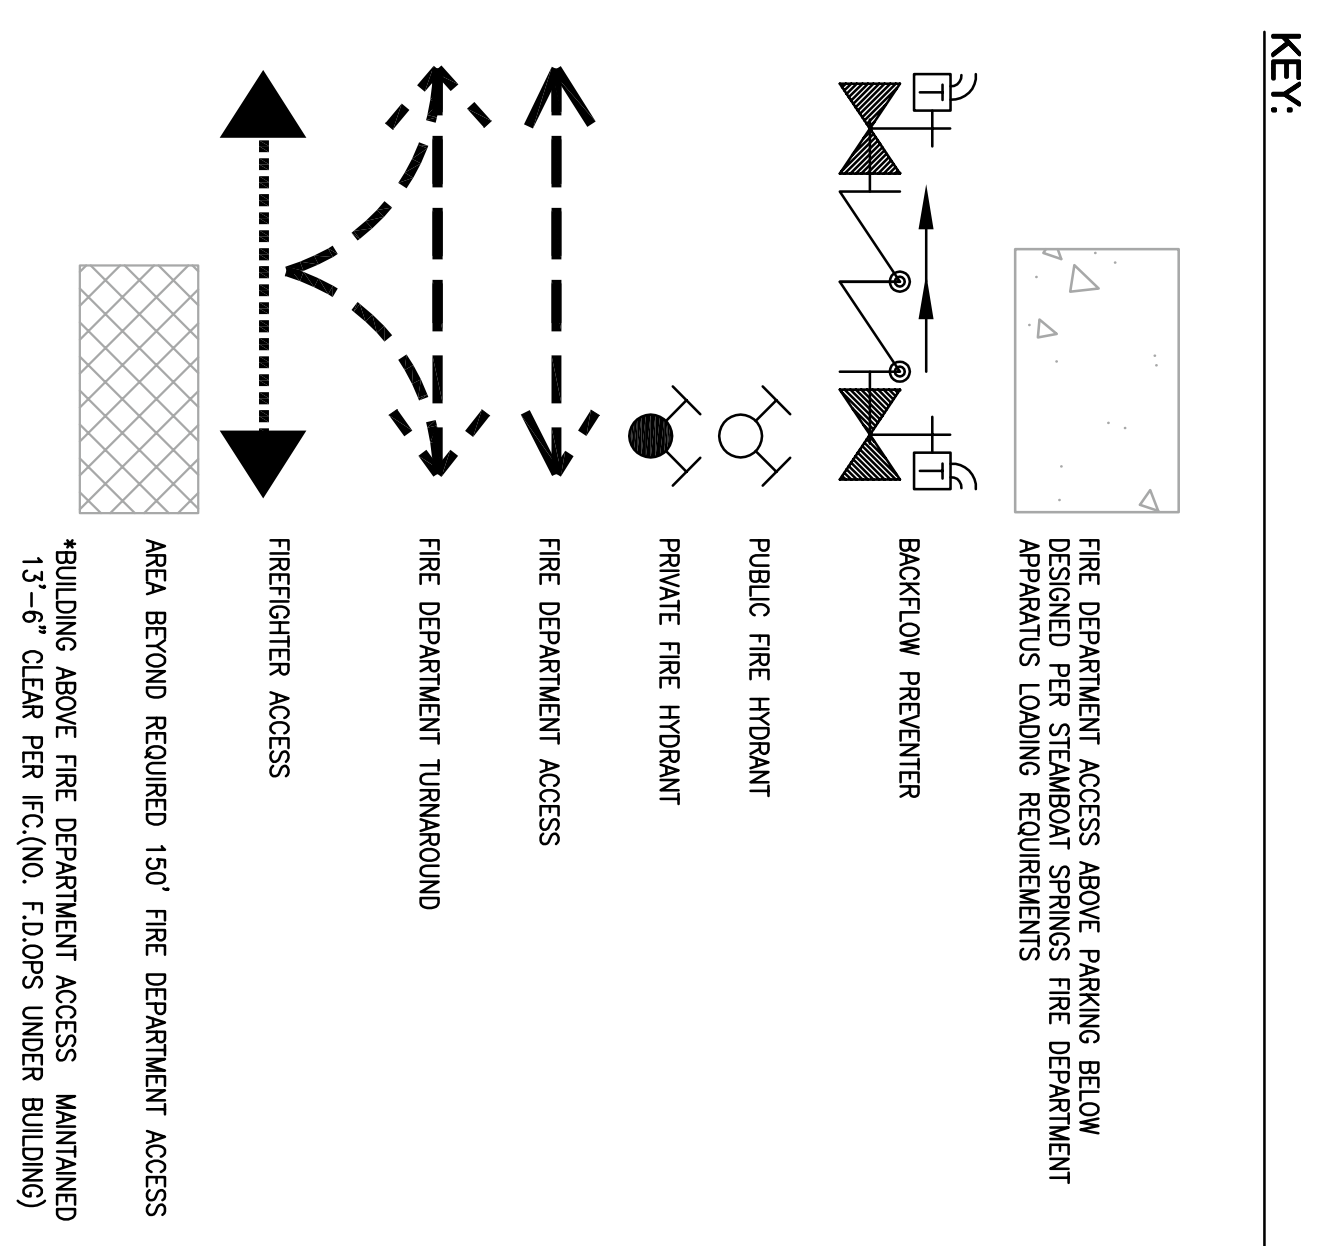 KEY:
FIRE DEPARTMENT ACCESS ABOVE PARKING BELOW
DESIGNED PER STEAMBOAT SPRINGS FIRE DEPARTMENT
APPARATUS LOADING REQUIREMENTS
T
T
BACKFLOW PREVENTER
PUBLIC FIRE HYDRANT
PRIVATE FIRE HYDRANT
FIRE DEPARTMENT ACCESS
FIRE DEPARTMENT TURNAROUND
FIREFIGHTER ACCESS
AREA BEYOND REQUIRED 150' FIRE DEPARTMENT ACCESS
*BUILDING ABOVE FIRE DEPARTMENT ACCESS MAINTAINED
13'-6" CLEAR PER IFC.(NO. F.D.OPS UNDER BUILDING)